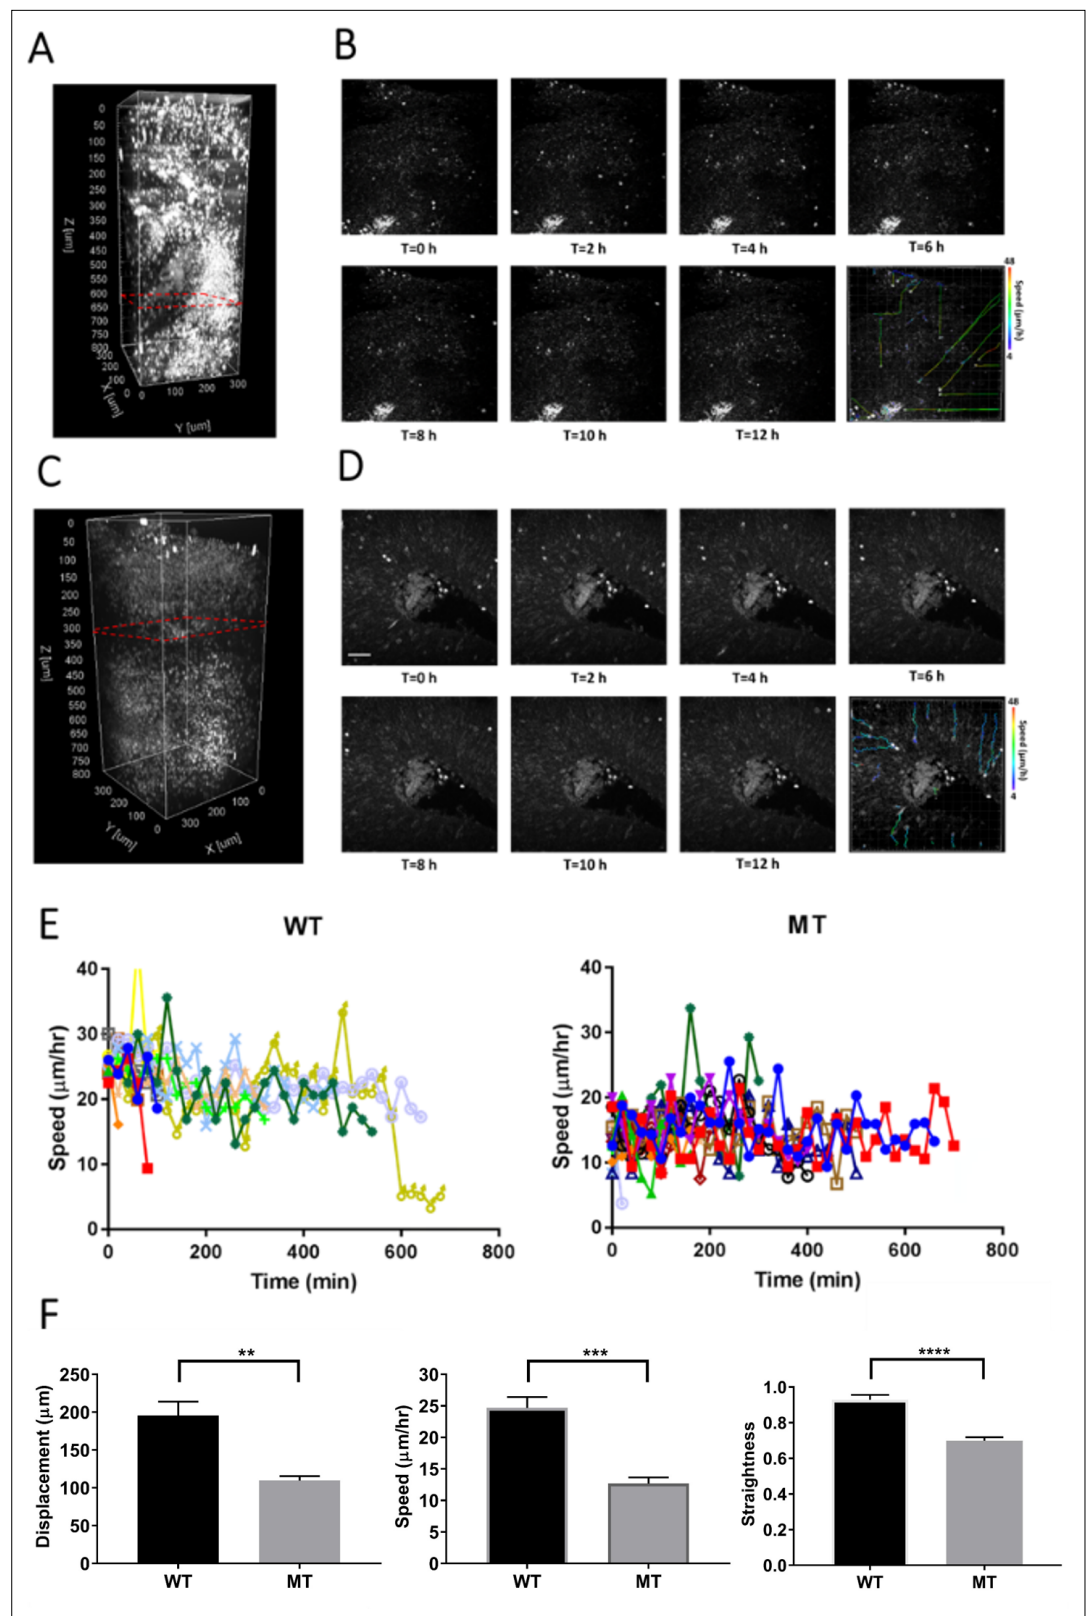 A
B
0
50
100
150
200
250
300
350
400
450
500
550
600
650
700
750
800
Z [um]
300
200
100
0
X [um]
0 100 200 300
Y [um]
T=0 h T=2 h T=4 h T=6 h
48
Speed (µm/h)
4
T=8 h T=10 h T=12 h
C
D
0
50
100
150
200
250
300
350
400
450
500
550
600
650
700
750
800
Z [um]
300
200
100
0
Y [um]
300
200
100
0
X [um]
T=0 h T=2 h T=4 h T=6 h
48
Speed (µm/h)
4
T=8 h T=10 h T=12 h
E
WT
Speed (µm/hr)
40
30
20
10
0
0 200 400 600 800
Time (min)
MT
Speed (µm/hr)
40
30
20
10
0
0 200 400 600 800
Time (min)
F
**
Displacement (µm)
250
200
150
100
50
0
WT MT
***
Speed (µm/hr)
30
25
20
15
10
5
0
WT MT
****
Straightness
1.0
0.8
0.6
0.4
0.2
0.0
WT MT